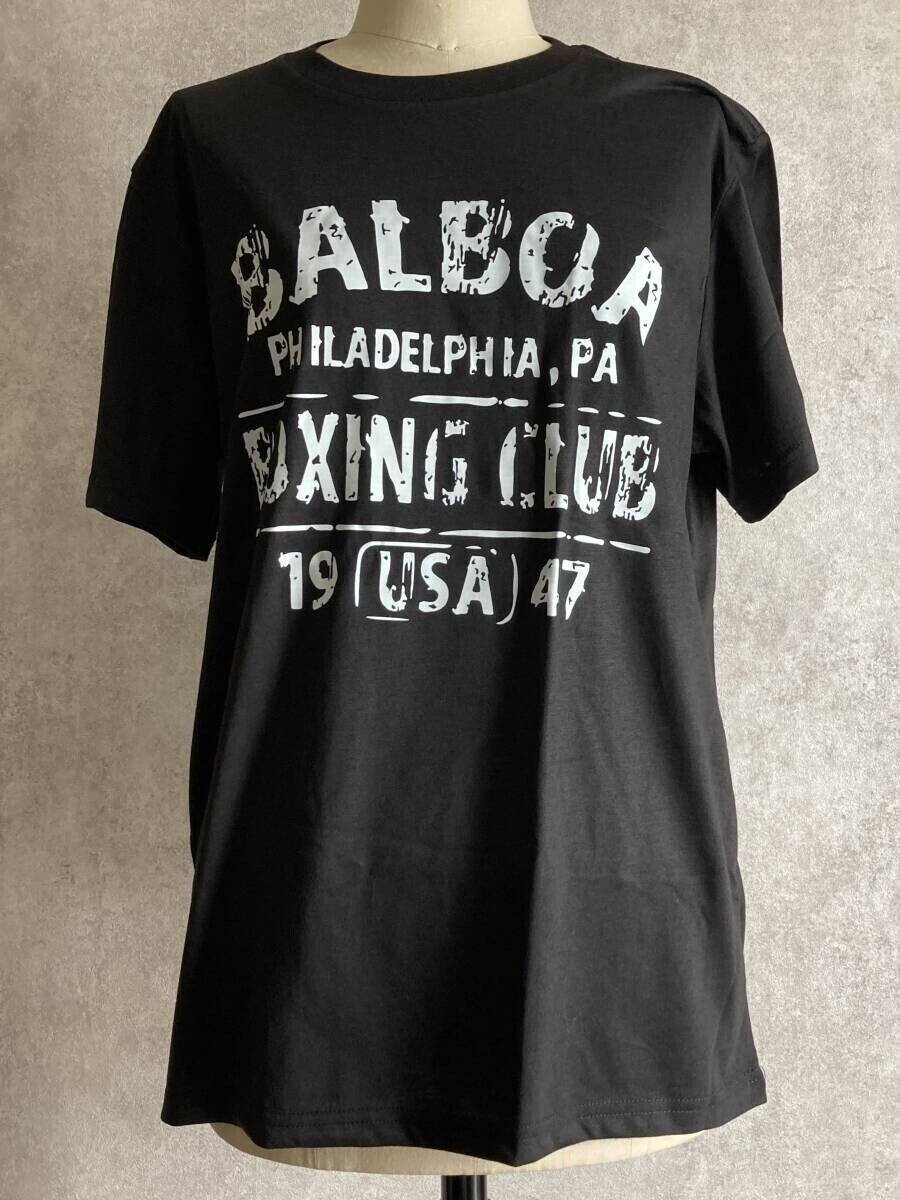 BALBOA
PHILADELPHIA, PA
BOXING CLUB
19 (USA) 47